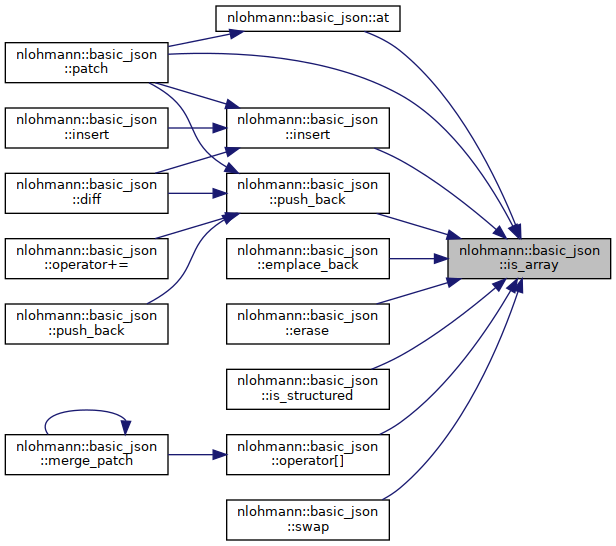 nlohmann::basic_json::at
nlohmann::basic_json
::patch
nlohmann::basic_json
::insert
nlohmann::basic_json
::diff
nlohmann::basic_json
::operator+=
nlohmann::basic_json
::push_back
nlohmann::basic_json
::merge_patch
nlohmann::basic_json
::insert
nlohmann::basic_json
::push_back
nlohmann::basic_json
::emplace_back
nlohmann::basic_json
::erase
nlohmann::basic_json
::is_structured
nlohmann::basic_json
::operator[]
nlohmann::basic_json
::swap
nlohmann::basic_json
::is_array